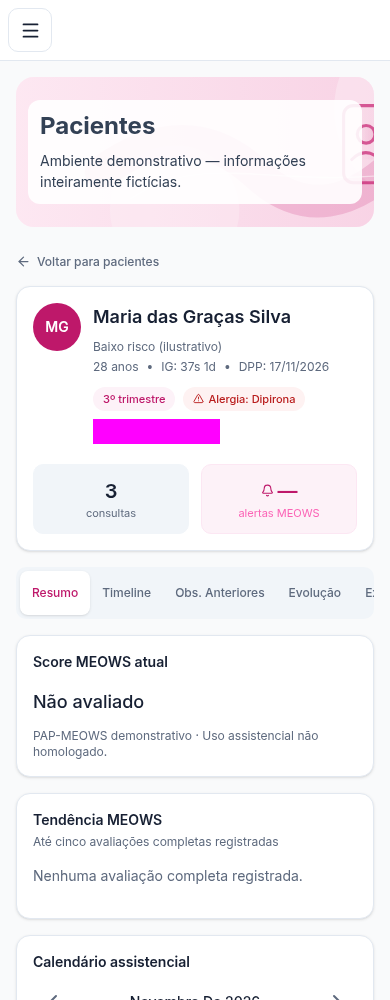 Pacientes
Ambiente demonstrativo — informações
inteiramente fictícias.
Voltar para pacientes
MG
Maria das Graças Silva
Baixo risco (ilustrativo)
28 anos • IG: 37s 1d • DPP: 17/11/2026
3º trimestre
Alergia: Dipirona
3
consultas
—
alertas MEOWS
Resumo
Timeline
Obs. Anteriores
Evolução
Score MEOWS atual
Não avaliado
PAP-MEOWS demonstrativo · Uso assistencial não
homologado.
Tendência MEOWS
Até cinco avaliações completas registradas
Nenhuma avaliação completa registrada.
Calendário assistencial
Novembro De 2026